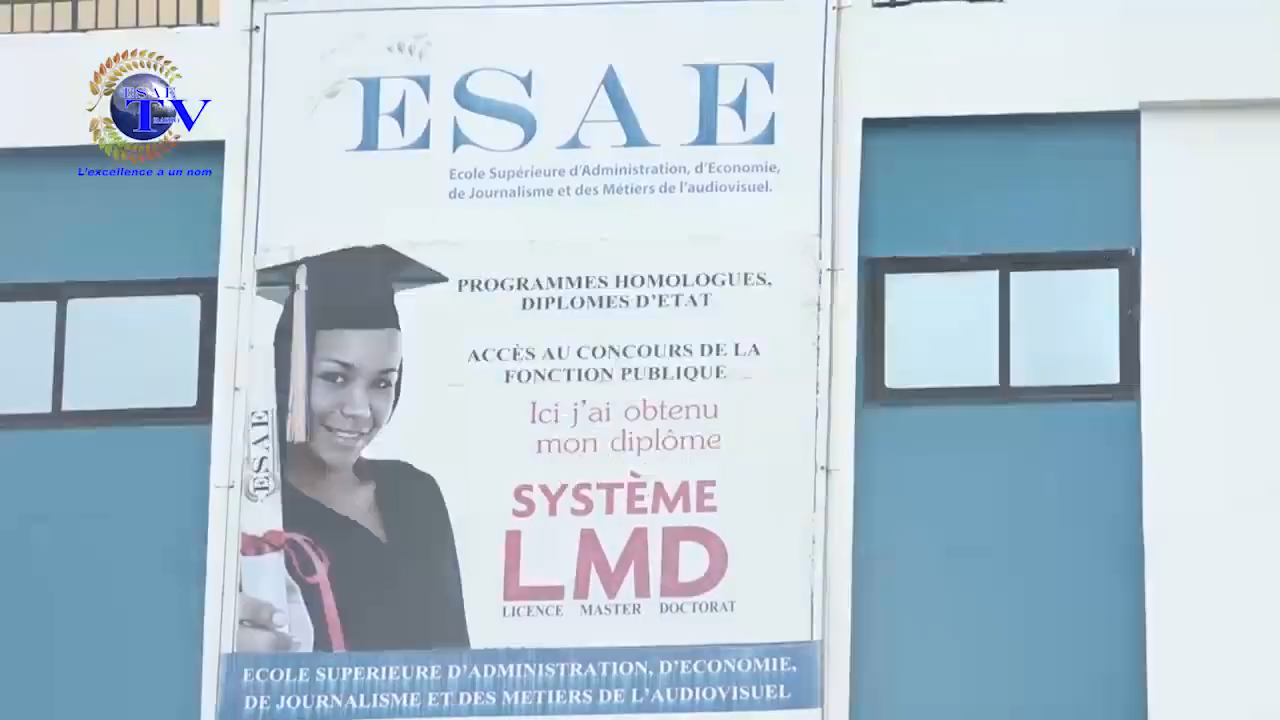 ESAE
TV
RADIO
L'excellence a un nom
ESAE
Ecole Supérieure d'Administration, d'Economie,
de Journalisme et des Métiers de l'audiovisuel.
PROGRAMMES HOMOLOGUES,
DIPLOMES D'ETAT
ACCÈS AU CONCOURS DE LA
FONCTION PUBLIQUE
Ici j'ai obtenu
mon diplôme
ESAE
SYSTÈME
LMD
LICENCE MASTER DOCTORAT
ECOLE SUPERIEURE D'ADMINISTRATION, D'ECONOMIE,
DE JOURNALISME ET DES METIERS DE L'AUDIOVISUEL